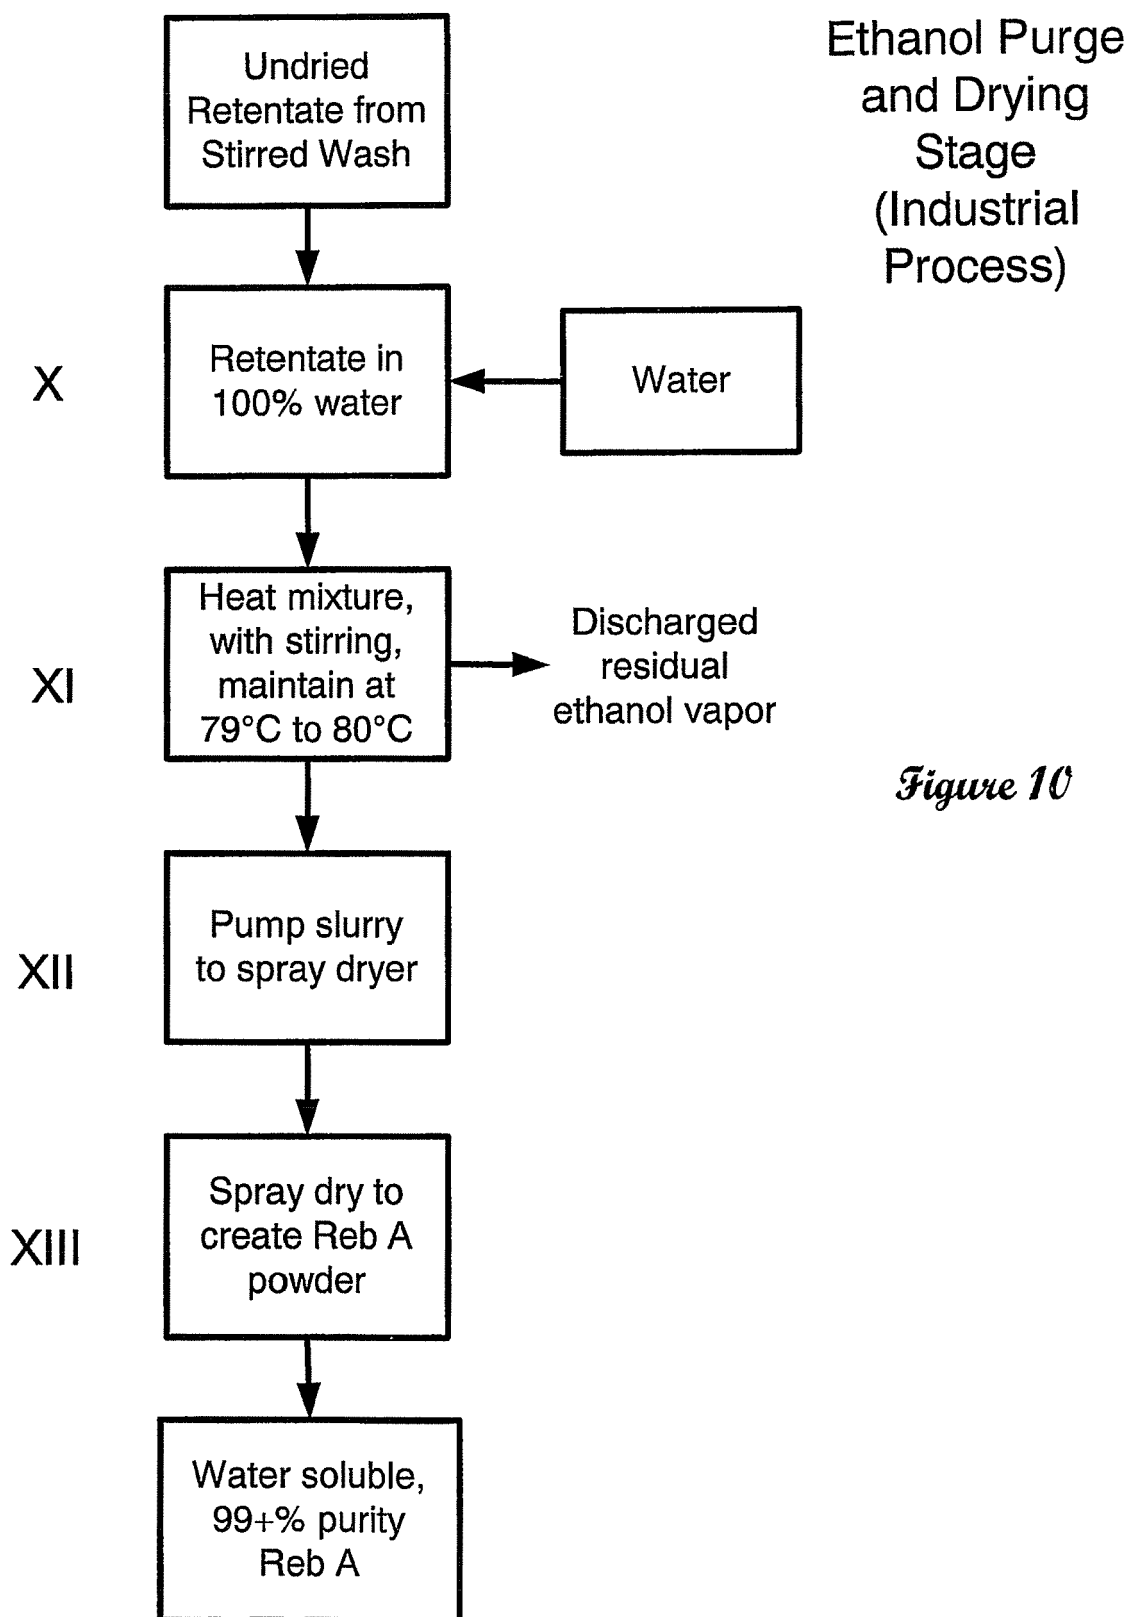 Ethanol Purge
and Drying
Stage
(Industrial
Process)
Undried
Retentate from
Stirred Wash
X
Retentate in
100% water
Water
XI
Heat mixture,
with stirring,
maintain at
79°C to 80°C
Discharged
residual
ethanol vapor
Figure 10
XII
Pump slurry
to spray dryer
XIII
Spray dry to
create Reb A
powder
Water soluble,
99+% purity
Reb A